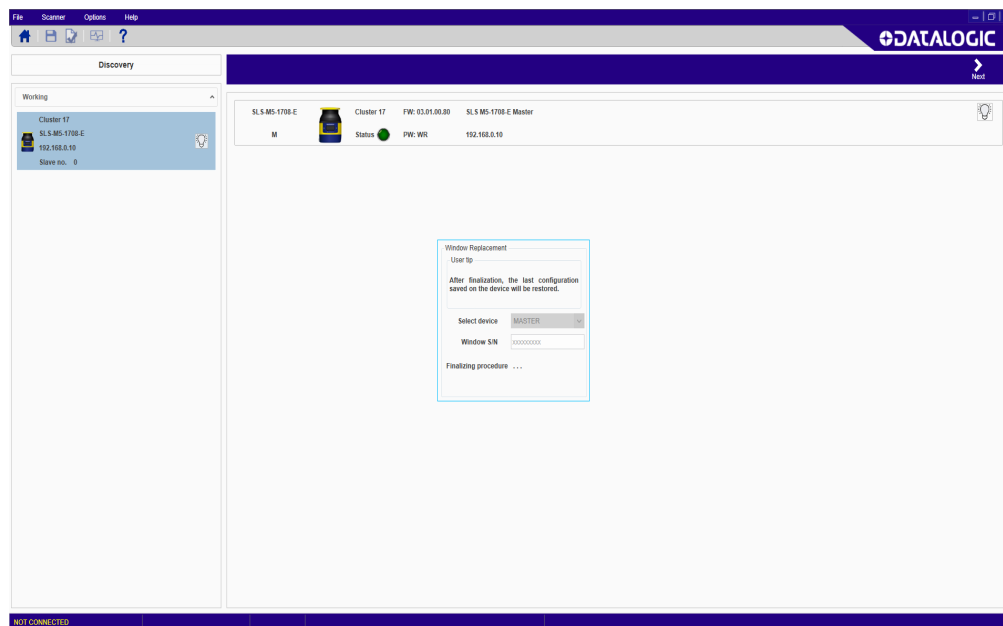 File Scanner Options Help
?
DATALOGIC
Discovery
Next
Working
Cluster 17
SLS-M5-1708-E
192.168.0.10
Slave no. 0
SLS-M5-1708-E Cluster 17 FW: 03.01.00.80 SLS M5-1708-E Master
M Status PW: WR 192.168.0.10
Window Replacement
User tip
After finalization, the last configuration
saved on the device will be restored.
Select device MASTER
Window S/N xxxxxxxxx
Finalizing procedure ...
NOT CONNECTED